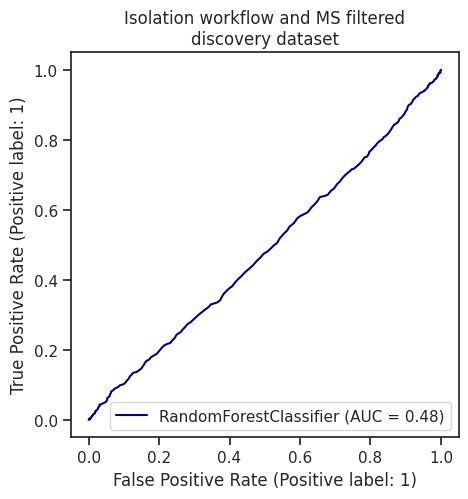 Isolation workflow and MS filtered
discovery dataset
True Positive Rate (Positive label: 1)
1.0
0.8
0.6
0.4
0.2
0.0
RandomForestClassifier (AUC = 0.48)
0.0 0.2 0.4 0.6 0.8 1.0
False Positive Rate (Positive label: 1)